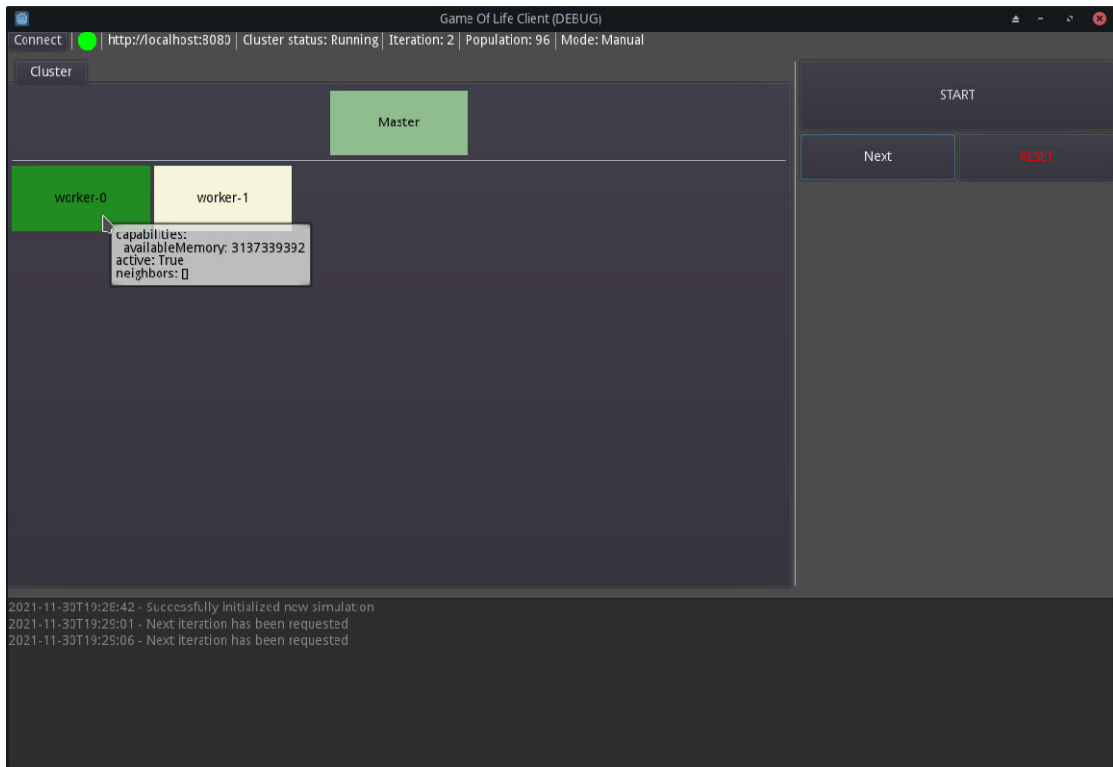 Game Of Life Client (DEBUG)
Connect http://localhost:8080 Cluster status: Running Iteration: 2 Population: 96 Mode: Manual
Cluster
START
Master
Next RESET
worker-0 worker-1
capabilities:
availableMemory: 3137339392
active: True
neighbors: []
2021-11-30T19:28:42 - Successfully initialized new simulation
2021-11-30T19:29:01 - Next iteration has been requested
2021-11-30T19:29:06 - Next iteration has been requested